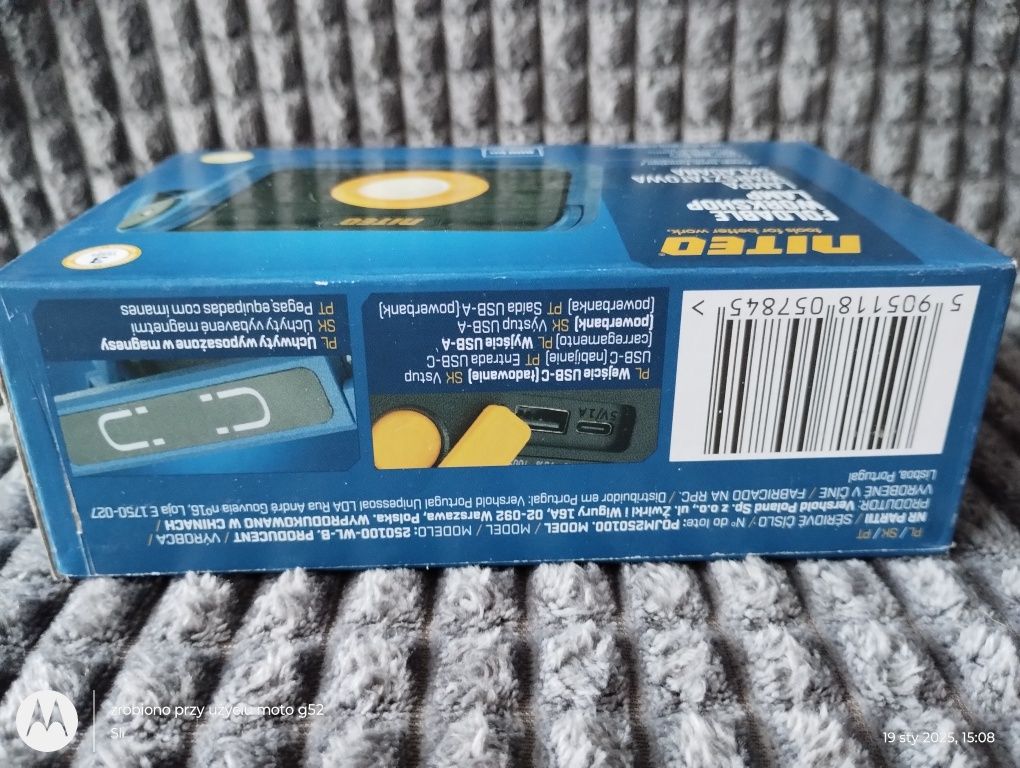 PL / SK / PT
NR PARTII / SÉRIOVÉ ČÍSLO / Nº do lote: POJM250100. MODEL / MODEL / MODELO: 250100-WL-B. PRODUCENT / VÝROBCA /
PRODUTOR: Vershold Poland Sp. z o.o., ul. Żwirki i Wigury 16A, 02-092 Warszawa, Polska. WYPRODUKOWANO W CHINACH /
VYROBENÉ V ČÍNE / FABRICADO NA RPC. / Distribuidor em Portugal: Vershold Portugal Unipessoal LDA Rua André Gouveia nº16, Loja E 1750-027
Lisboa, Portugal
5 905118 057845 >
5V/1A
PL Wejście USB-C (ładowanie) SK Vstup
USB-C (nabíjanie) PT Entrada USB-C
(carregamento) PL Wyjście USB-A
(powerbank) SK Výstup USB-A
(powerbanka) PT Saída USB-A (powerbank)
PL Uchwyty wyposażone w magnesy
SK Úchyty vybavené magnetmi
PT Pegas equipadas com ímanes
NITEO
tools for better work.
FOLDABLE
WORKSHOP
LAMP
NITEO
zrobiono przy użyciu moto g52
Sir
19 sty 2025, 15:08